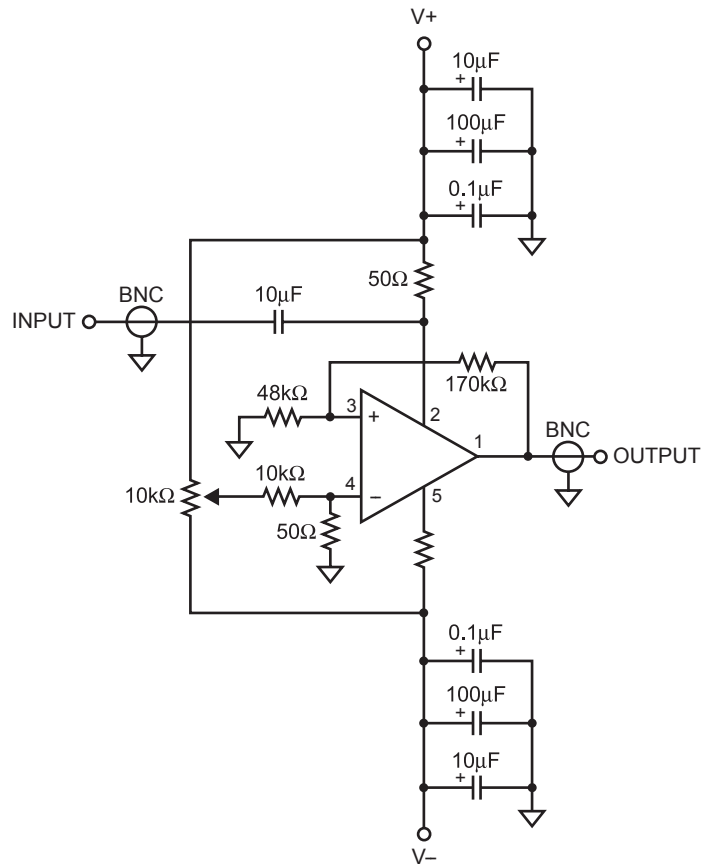 V+
10µF
+
100µF
+
0.1µF
+
50Ω
BNC
INPUT
10µF
170kΩ
48kΩ
3
+
2
1
BNC
OUTPUT
10kΩ
10kΩ
4
–
5
50Ω
0.1µF
+
100µF
+
10µF
+
V–